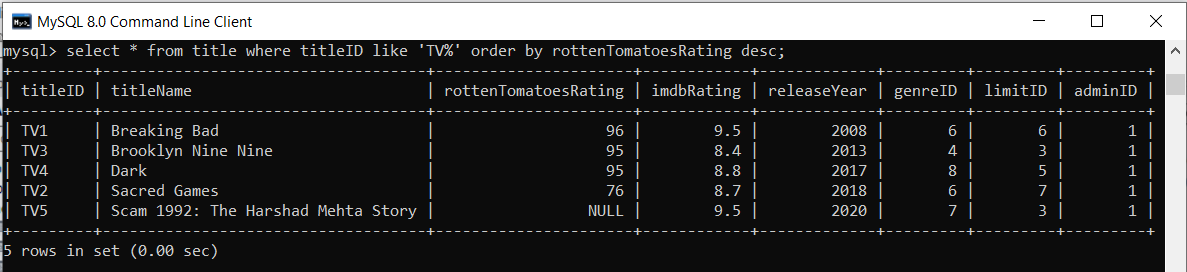 MySQL 8.0 Command Line Client
mysql> select * from title where titleID like 'TV%' order by rottenTomatoesRating desc;
+---------+--------------------------------+----------------------+------------+-------------+---------+---------+---------+
| titleID | titleName                      | rottenTomatoesRating | imdbRating | releaseYear | genreID | limitID | adminID |
+---------+--------------------------------+----------------------+------------+-------------+---------+---------+---------+
| TV1     | Breaking Bad                   |                   96 |        9.5 |        2008 |       6 |       6 |       1 |
| TV3     | Brooklyn Nine Nine             |                   95 |        8.4 |        2013 |       4 |       3 |       1 |
| TV4     | Dark                           |                   95 |        8.8 |        2017 |       8 |       5 |       1 |
| TV2     | Sacred Games                   |                   76 |        8.7 |        2018 |       6 |       7 |       1 |
| TV5     | Scam 1992: The Harshad Mehta Story |                 NULL |        9.5 |        2020 |       7 |       3 |       1 |
+---------+--------------------------------+----------------------+------------+-------------+---------+---------+---------+
5 rows in set (0.00 sec)